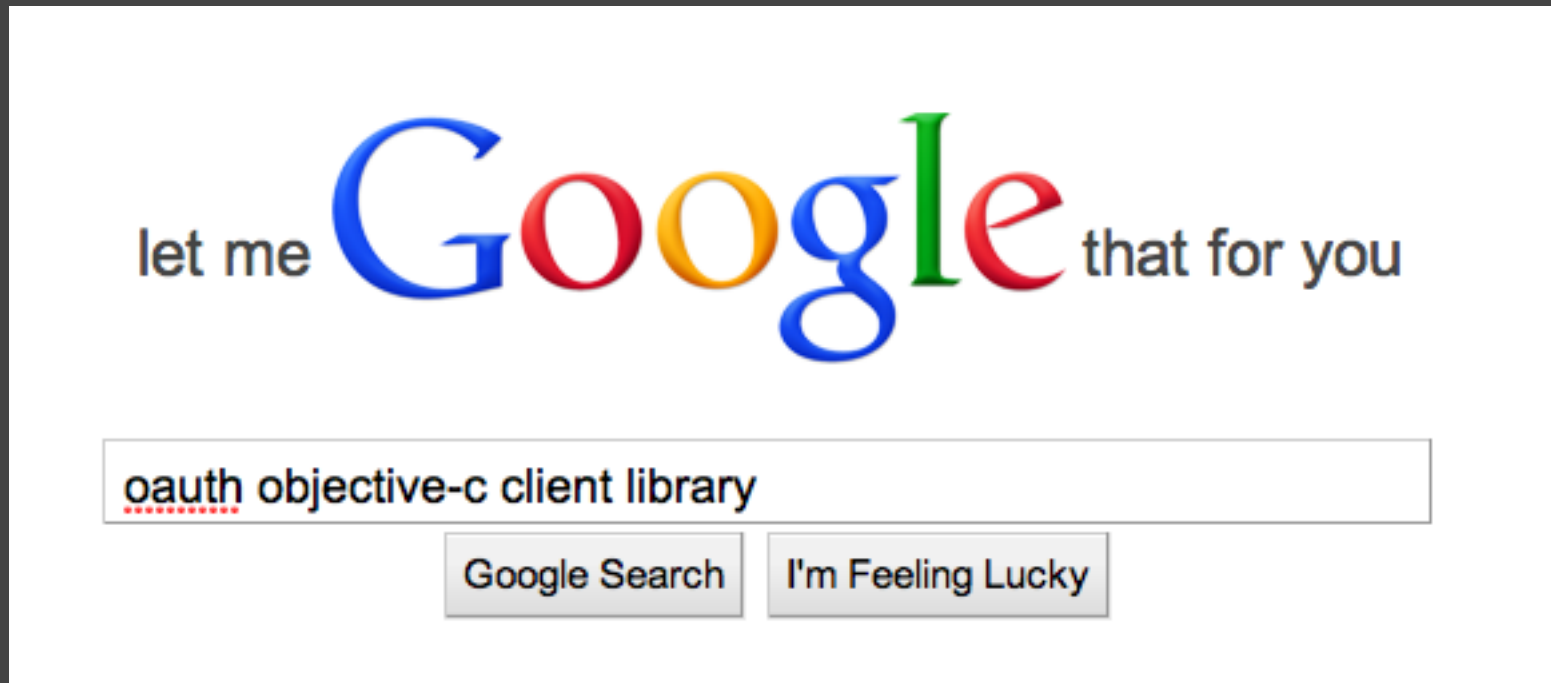 let me Google that for you
oauth objective-c client library
Google Search I'm Feeling Lucky